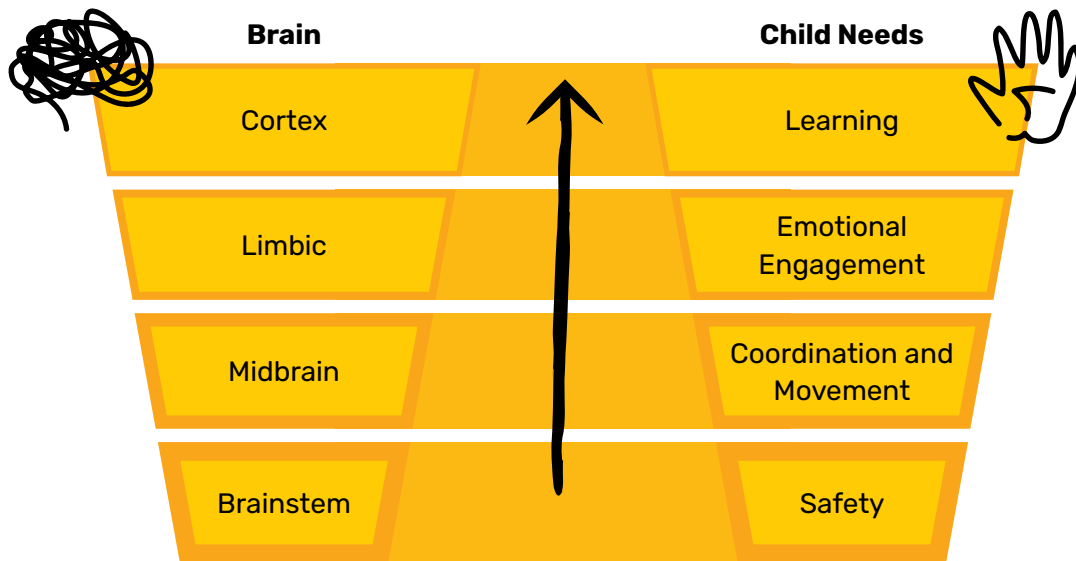 Brain
Child Needs
Cortex
Learning
Limbic
Emotional
Engagement
Midbrain
Coordination and
Movement
Brainstem
Safety